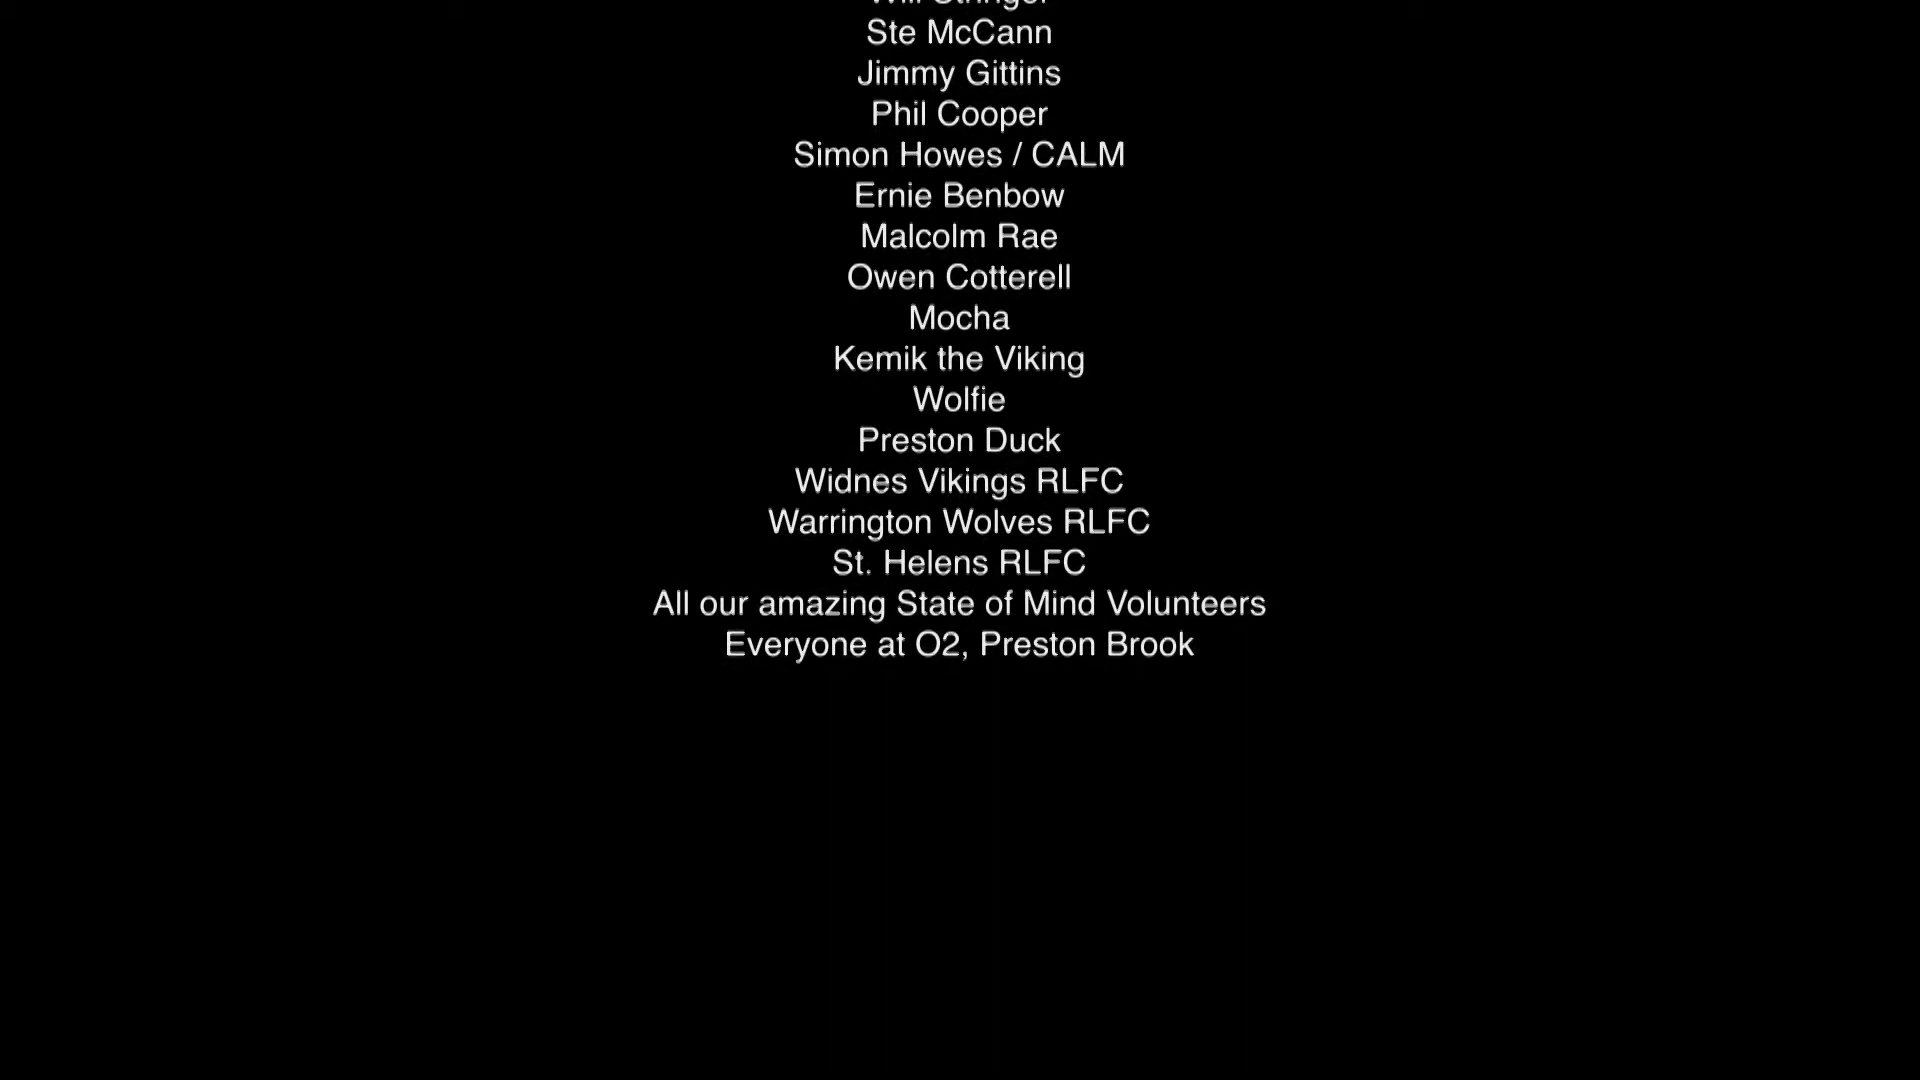 Ste McCann
Jimmy Gittins
Phil Cooper
Simon Howes / CALM
Ernie Benbow
Malcolm Rae
Owen Cotterell
Mocha
Kemik the Viking
Wolfie
Preston Duck
Widnes Vikings RLFC
Warrington Wolves RLFC
St. Helens RLFC
All our amazing State of Mind Volunteers
Everyone at O2, Preston Brook